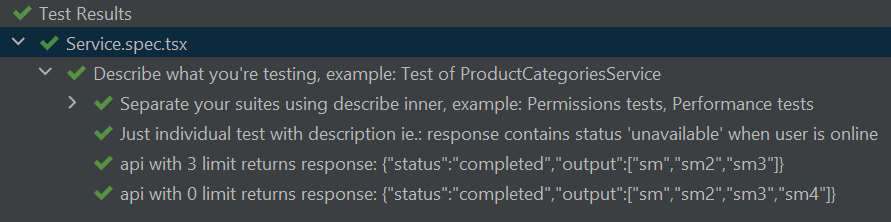 Test Results
Service.spec.tsx
Describe what you're testing, example: Test of ProductCategoriesService
Separate your suites using describe inner, example: Permissions tests, Performance tests
Just individual test with description ie.: response contains status 'unavailable' when user is online
api with 3 limit returns response: {"status":"completed","output":["sm","sm2","sm3"]}
api with 0 limit returns response: {"status":"completed","output":["sm","sm2","sm3","sm4"]}